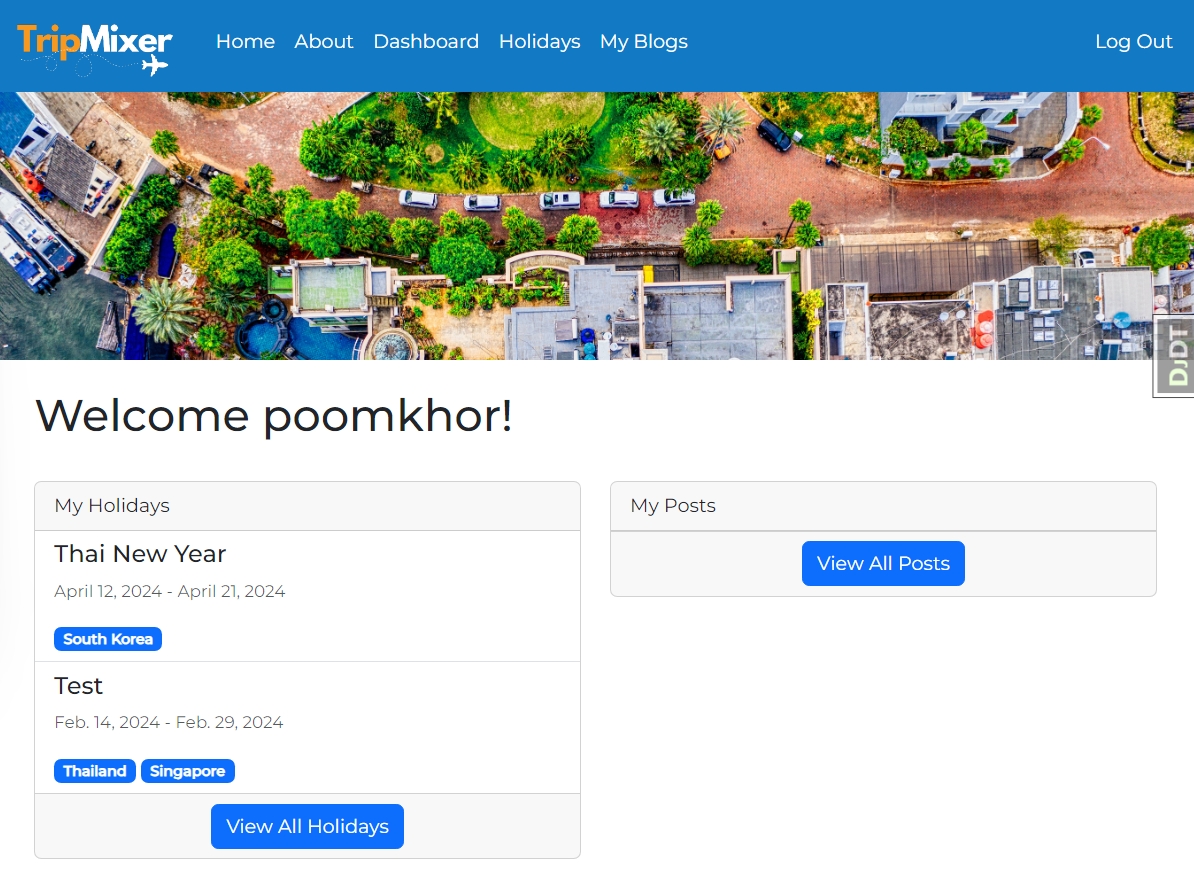 TripMixer
Home About Dashboard Holidays My Blogs Log Out
DjDT
Welcome poomkhor!
My Holidays
Thai New Year
April 12, 2024 - April 21, 2024
South Korea
Test
Feb. 14, 2024 - Feb. 29, 2024
Thailand Singapore
View All Holidays
My Posts
View All Posts